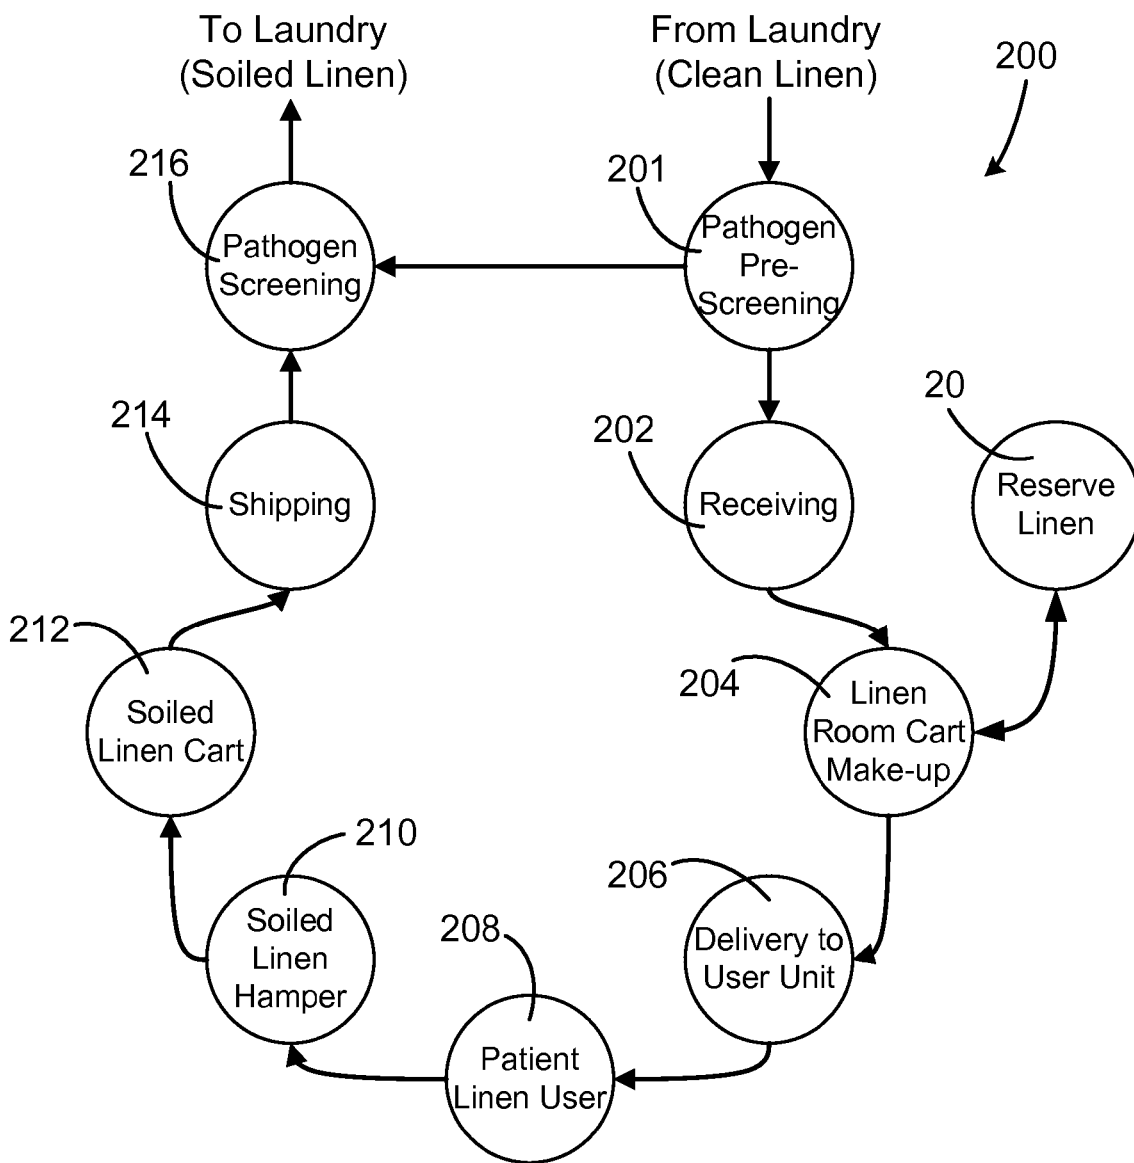 To Laundry
(Soiled Linen)
From Laundry
(Clean Linen)
200
216
Pathogen
Screening
201
Pathogen
Pre-
Screening
214
Shipping
202
Receiving
20
Reserve
Linen
212
Soiled
Linen Cart
204
Linen
Room Cart
Make-up
210
Soiled
Linen
Hamper
206
Delivery to
User Unit
208
Patient
Linen User